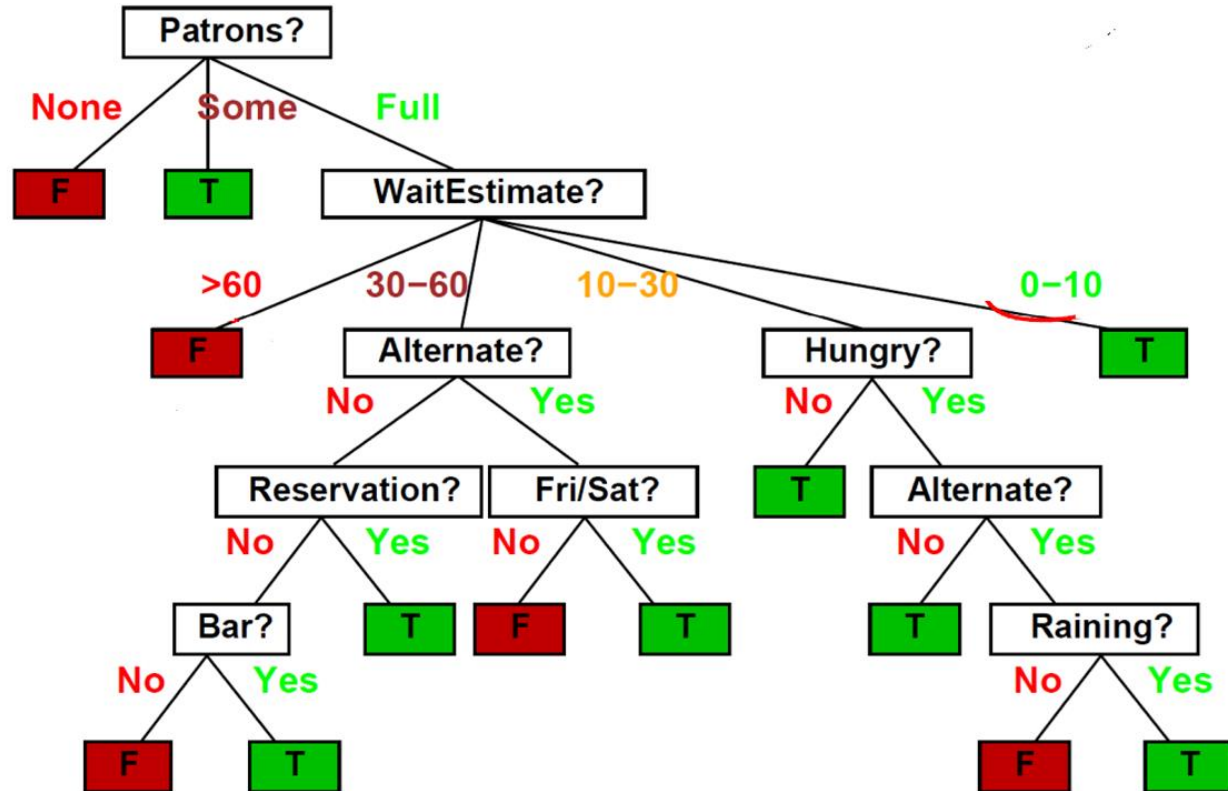 Patrons?
None Some Full
F T WaitEstimate?
>60 30−60 10−30 0−10
F Alternate? Hungry? T
No Yes No Yes
Reservation? Fri/Sat? T Alternate?
No Yes No Yes No Yes
Bar? T F T T Raining?
No Yes No Yes
F T F T